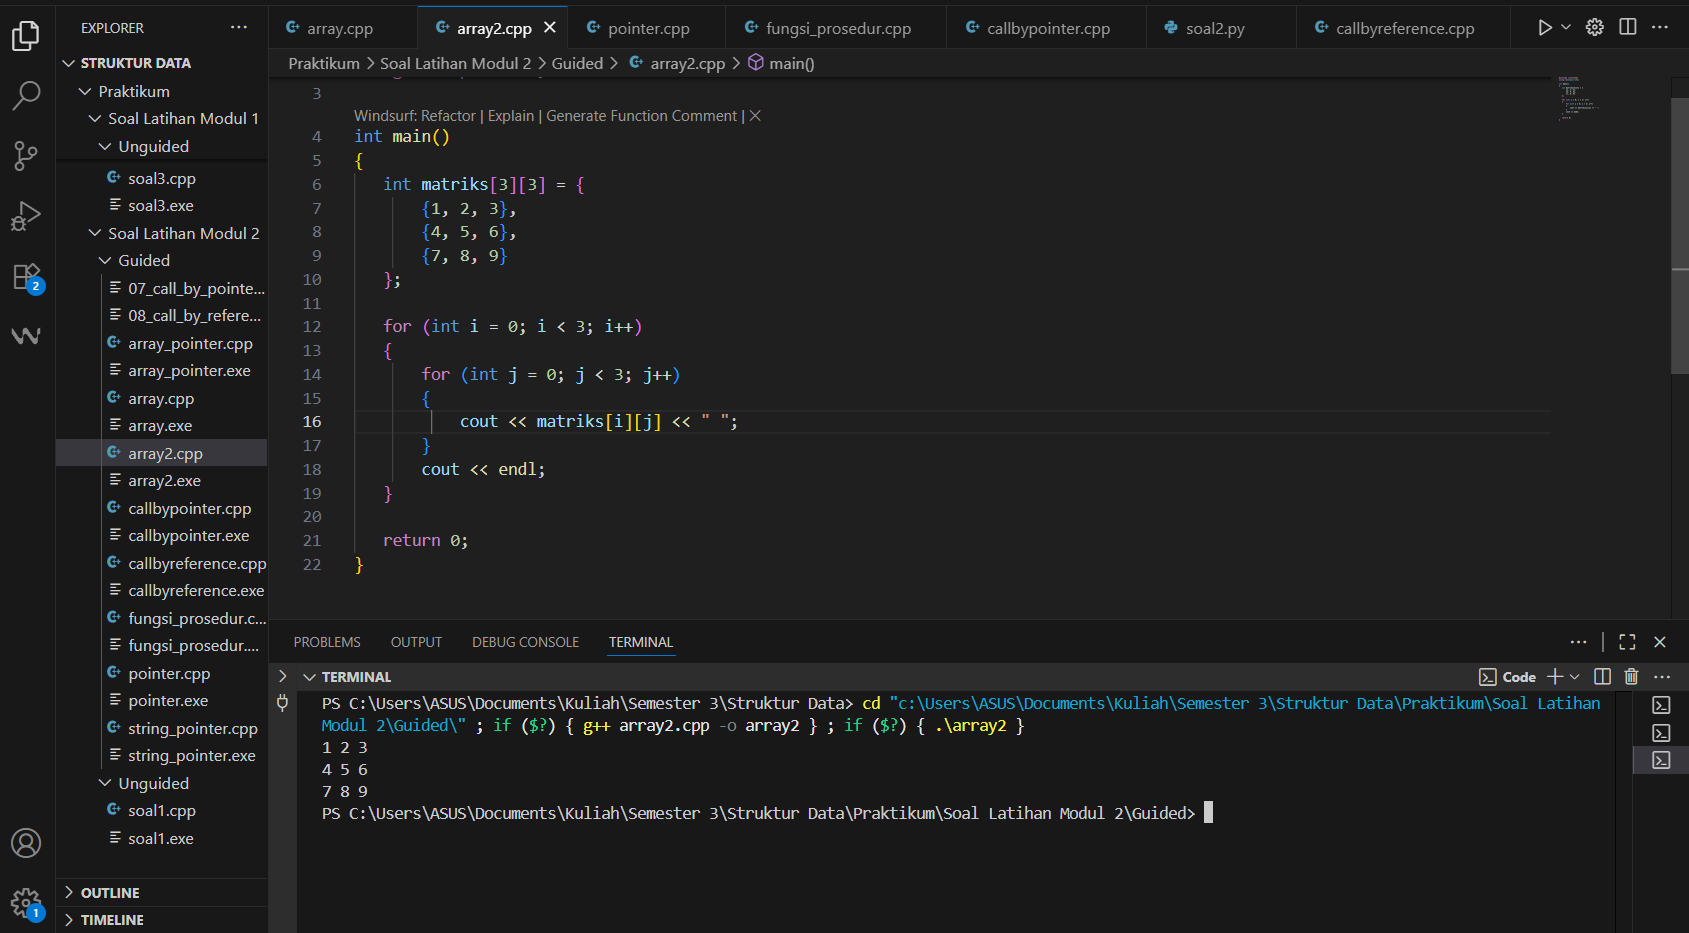 EXPLORER
STRUKTUR DATA
Praktikum
Soal Latihan Modul 1
Unguided
soal3.cpp
soal3.exe
Soal Latihan Modul 2
Guided
07_call_by_pointe...
08_call_by_refere...
array_pointer.cpp
array_pointer.exe
array.cpp
array.exe
array2.cpp
array2.exe
callbypointer.cpp
callbypointer.exe
callbyreference.cpp
callbyreference.exe
fungsi_prosedur.c...
fungsi_prosedur....
pointer.cpp
pointer.exe
string_pointer.cpp
string_pointer.exe
Unguided
soal1.cpp
soal1.exe
OUTLINE
TIMELINE
2
1
array.cpp array2.cpp pointer.cpp fungsi_prosedur.cpp callbypointer.cpp soal2.py callbyreference.cpp
Praktikum > Soal Latihan Modul 2 > Guided > array2.cpp > main()
3
Windsurf: Refactor | Explain | Generate Function Comment | X
4 int main()
5 {
6 int matriks[3][3] = {
7 {1, 2, 3},
8 {4, 5, 6},
9 {7, 8, 9}
10 };
11
12 for (int i = 0; i < 3; i++)
13 {
14 for (int j = 0; j < 3; j++)
15 {
16 cout << matriks[i][j] << " ";
17 }
18 cout << endl;
19 }
20
21 return 0;
22 }
PROBLEMS OUTPUT DEBUG CONSOLE TERMINAL
TERMINAL
Code
PS C:\Users\ASUS\Documents\Kuliah\Semester 3\Struktur Data> cd "c:\Users\ASUS\Documents\Kuliah\Semester 3\Struktur Data\Praktikum\Soal Latihan
Modul 2\Guided\" ; if ($?) { g++ array2.cpp -o array2 } ; if ($?) { .\array2 }
1 2 3
4 5 6
7 8 9
PS C:\Users\ASUS\Documents\Kuliah\Semester 3\Struktur Data\Praktikum\Soal Latihan Modul 2\Guided>